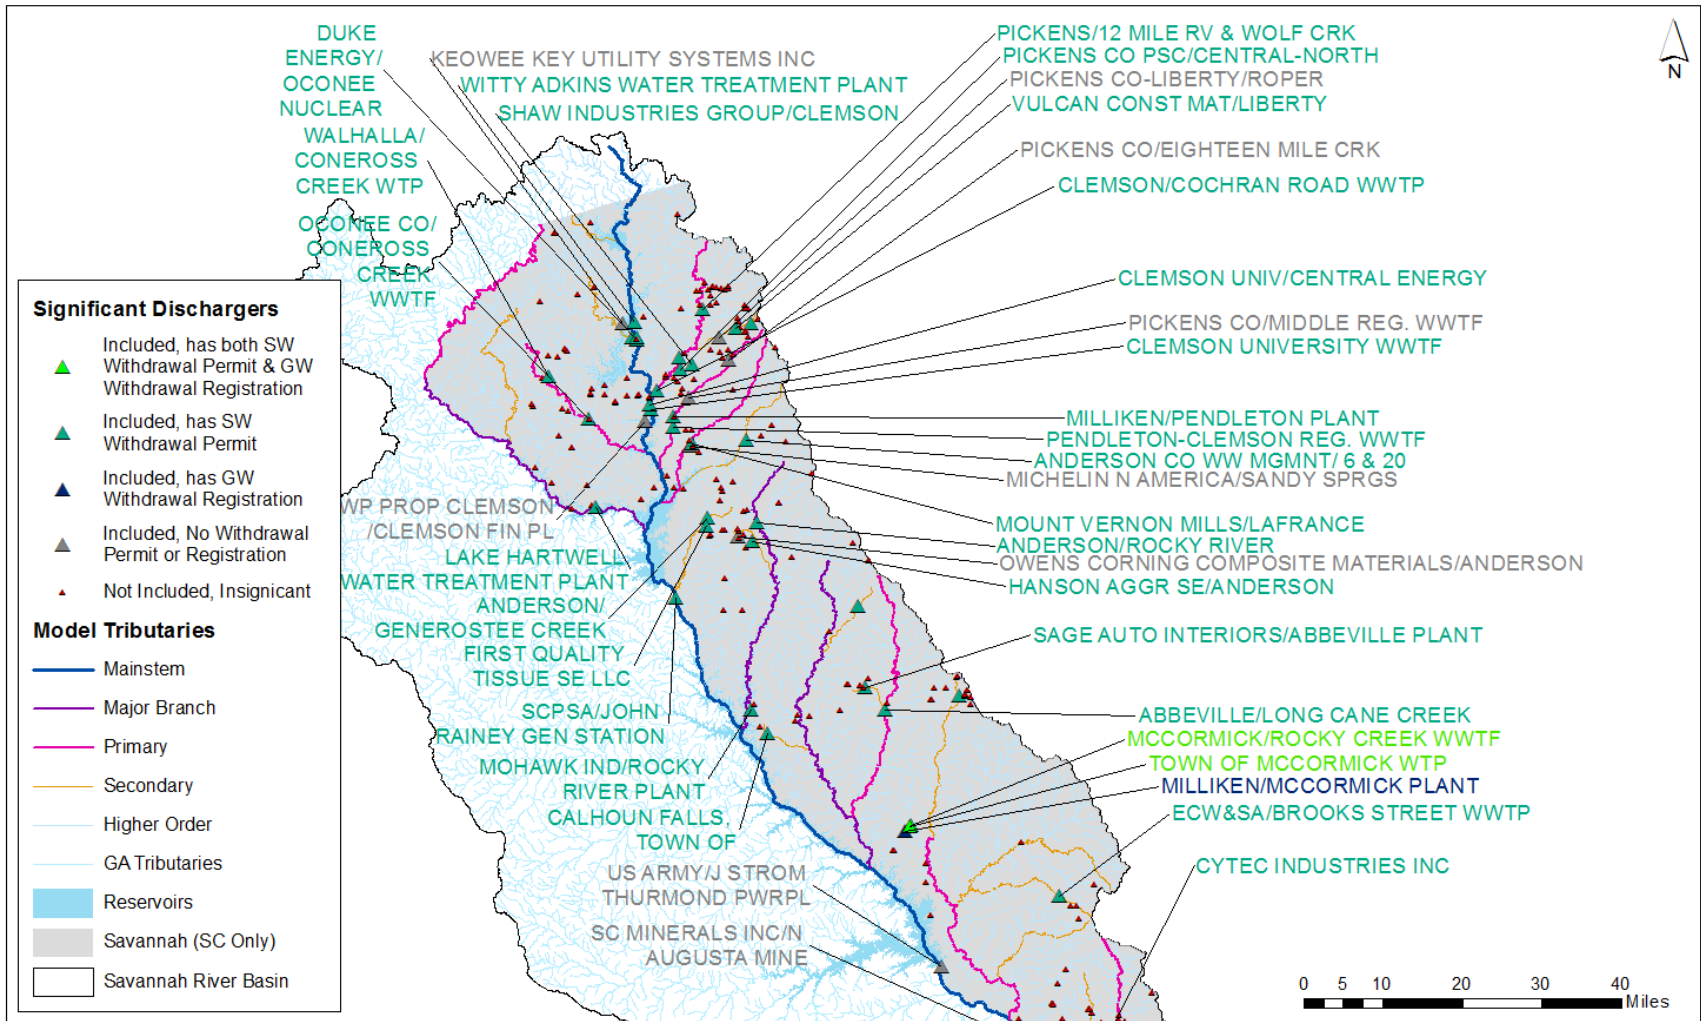 DUKE
ENERGY/
OCONEE
NUCLEAR
KEOWEE KEY UTILITY SYSTEMS INC
WITTY ADKINS WATER TREATMENT PLANT
SHAW INDUSTRIES GROUP/CLEMSON
WALHALLA/
CONEROSS
CREEK WTP
OCONEE CO/
CONEROSS
CREEK
WWTF
PICKENS/12 MILE RV & WOLF CRK
PICKENS CO PSC/CENTRAL-NORTH
PICKENS CO-LIBERTY/ROPER
VULCAN CONST MAT/LIBERTY
PICKENS CO/EIGHTEEN MILE CRK
CLEMSON/COCHRAN ROAD WWTP
N
CLEMSON UNIV/CENTRAL ENERGY
PICKENS CO/MIDDLE REG. WWTF
CLEMSON UNIVERSITY WWTF
MILLIKEN/PENDLETON PLANT
PENDLETON-CLEMSON REG. WWTF
ANDERSON CO WW MGMNT/ 6 & 20
MICHELIN N AMERICA/SANDY SPRGS
MOUNT VERNON MILLS/LAFRANCE
ANDERSON/ROCKY RIVER
OWENS CORNING COMPOSITE MATERIALS/ANDERSON
HANSON AGGR SE/ANDERSON
SAGE AUTO INTERIORS/ABBEVILLE PLANT
ABBEVILLE/LONG CANE CREEK
MCCORMICK/ROCKY CREEK WWTF
TOWN OF MCCORMICK WTP
MILLIKEN/MCCORMICK PLANT
ECW&SA/BROOKS STREET WWTP
CYTEC INDUSTRIES INC
WP PROP CLEMSON
/CLEMSON FIN PL
LAKE HARTWELL
WATER TREATMENT PLANT
ANDERSON/
GENEROSTEE CREEK
FIRST QUALITY
TISSUE SE LLC
SCPSA/JOHN
RAINEY GEN STATION
MOHAWK IND/ROCKY
RIVER PLANT
CALHOUN FALLS,
TOWN OF
US ARMY/J STROM
THURMOND PWRPL
SC MINERALS INC/N
AUGUSTA MINE
Significant Dischargers
Included, has both SW
Withdrawal Permit & GW
Withdrawal Registration
Included, has SW
Withdrawal Permit
Included, has GW
Withdrawal Registration
Included, No Withdrawal
Permit or Registration
Not Included, Insignicant
Model Tributaries
Mainstem
Major Branch
Primary
Secondary
Higher Order
GA Tributaries
Reservoirs
Savannah (SC Only)
Savannah River Basin
0 5 10 20 30 40
Miles